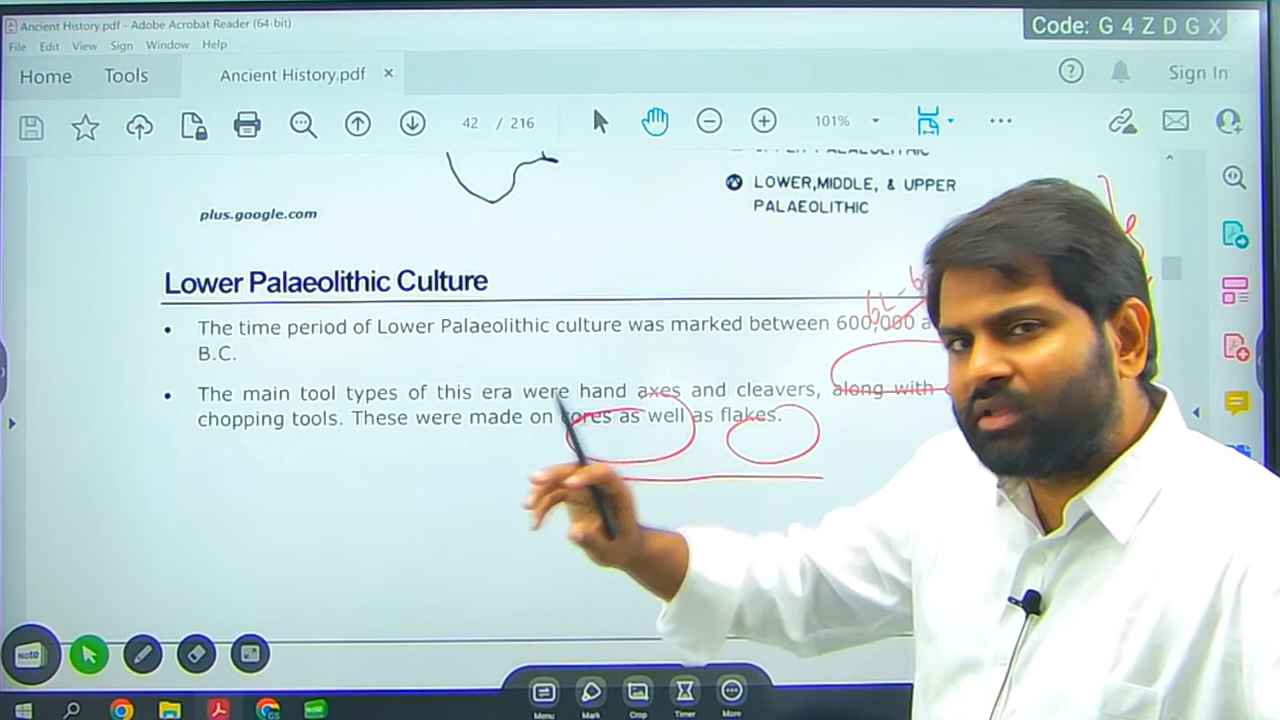 Ancient History.pdf - Adobe Acrobat Reader (64-bit)
Code: G 4 Z D G X
File Edit View Sign Window Help
Home Tools Ancient History.pdf ×
Sign In
42 / 216
101%
LOWER,MIDDLE, & UPPER
PALAEOLITHIC
plus.google.com
Lower Palaeolithic Culture
• The time period of Lower Palaeolithic culture was marked between 600,000
B.C.
• The main tool types of this era were hand axes and cleavers, along with
chopping tools. These were made on cores as well as flakes.
Note
Menu Mark Crop Timer More